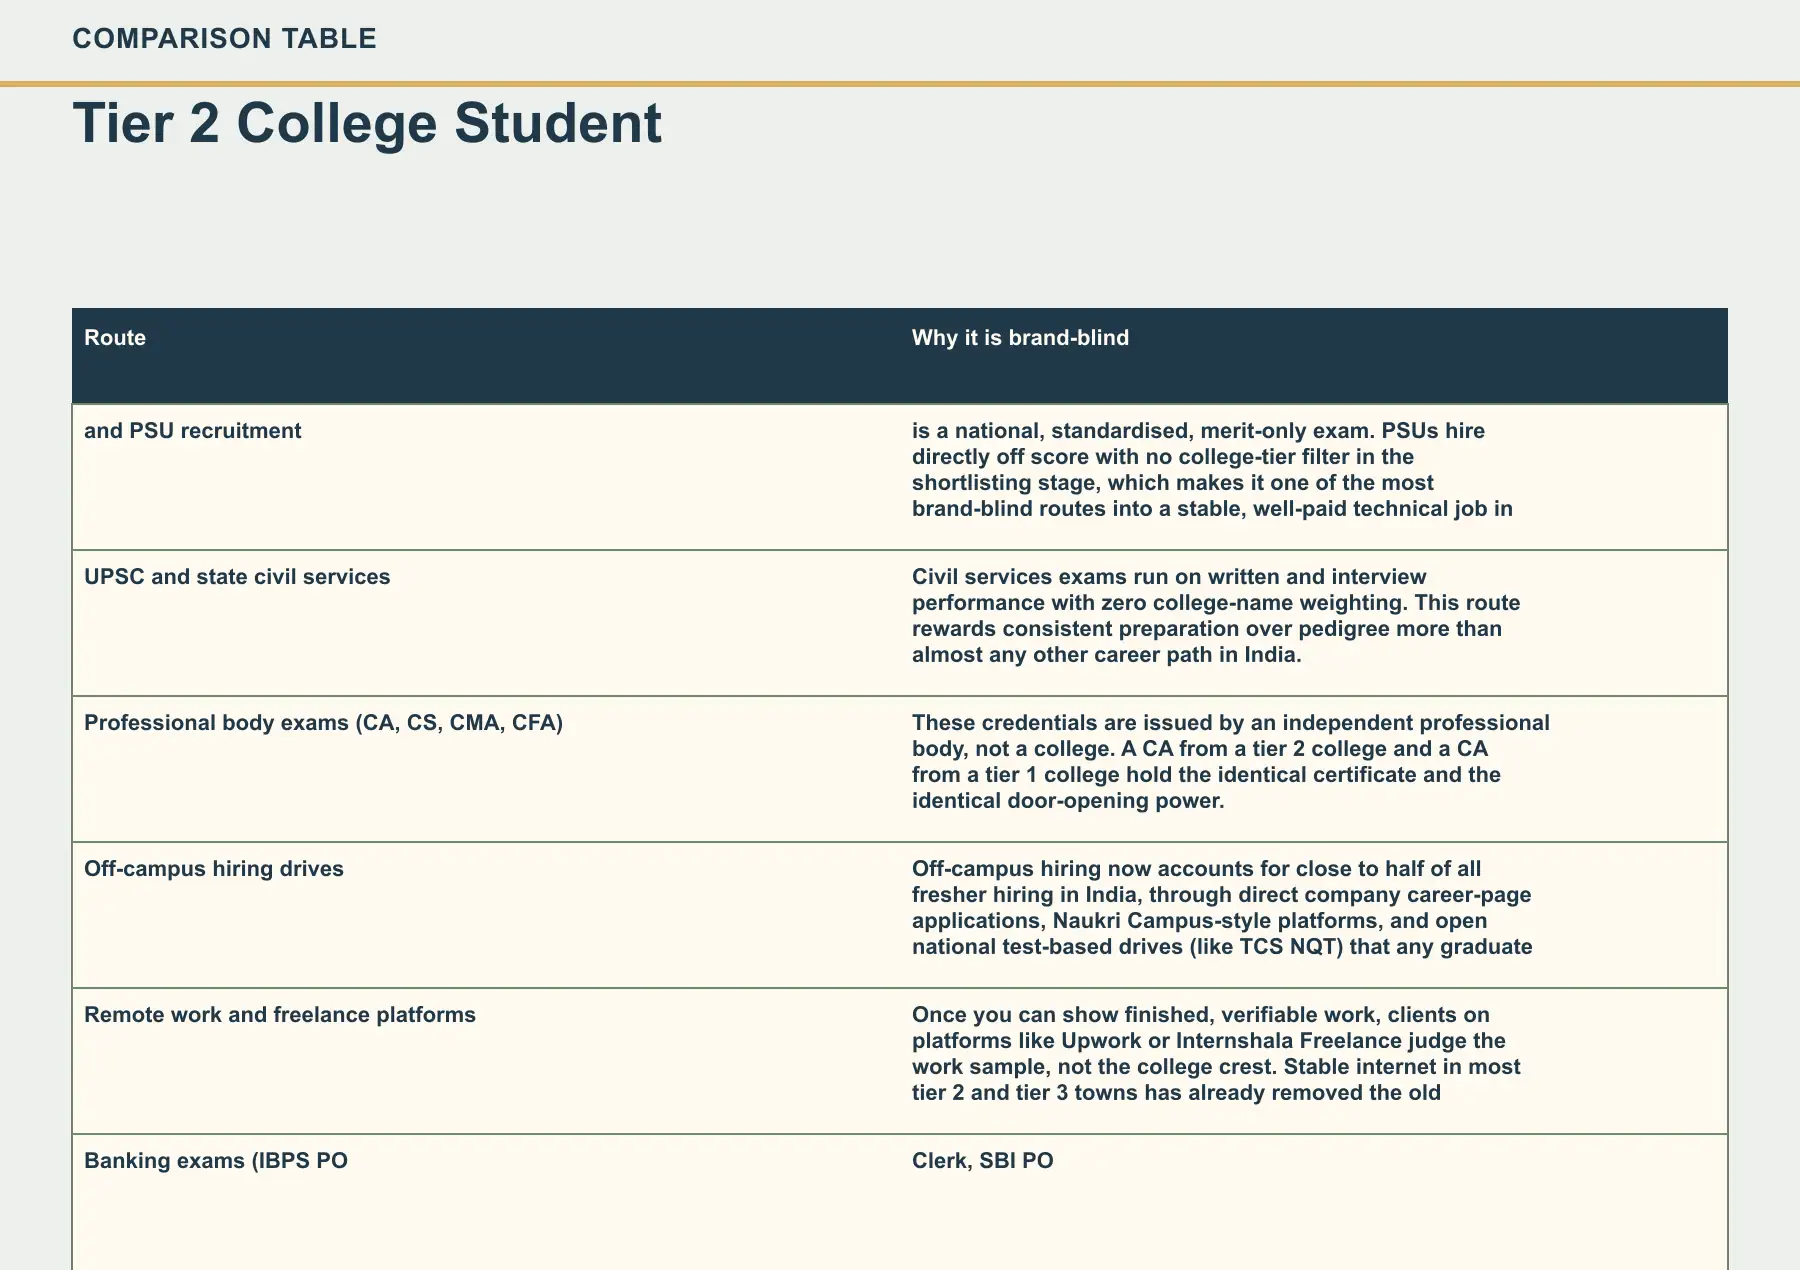 COMPARISON TABLE
Tier 2 College Student
Route
Why it is brand-blind
and PSU recruitment
is a national, standardised, merit-only exam. PSUs hire
directly off score with no college-tier filter in the
shortlisting stage, which makes it one of the most
brand-blind routes into a stable, well-paid technical job in
UPSC and state civil services
Civil services exams run on written and interview
performance with zero college-name weighting. This route
rewards consistent preparation over pedigree more than
almost any other career path in India.
Professional body exams (CA, CS, CMA, CFA)
These credentials are issued by an independent professional
body, not a college. A CA from a tier 2 college and a CA
from a tier 1 college hold the identical certificate and the
identical door-opening power.
Off-campus hiring drives
Off-campus hiring now accounts for close to half of all
fresher hiring in India, through direct company career-page
applications, Naukri Campus-style platforms, and open
national test-based drives (like TCS NQT) that any graduate
Remote work and freelance platforms
Once you can show finished, verifiable work, clients on
platforms like Upwork or Internshala Freelance judge the
work sample, not the college crest. Stable internet in most
tier 2 and tier 3 towns has already removed the old
Banking exams (IBPS PO
Clerk, SBI PO